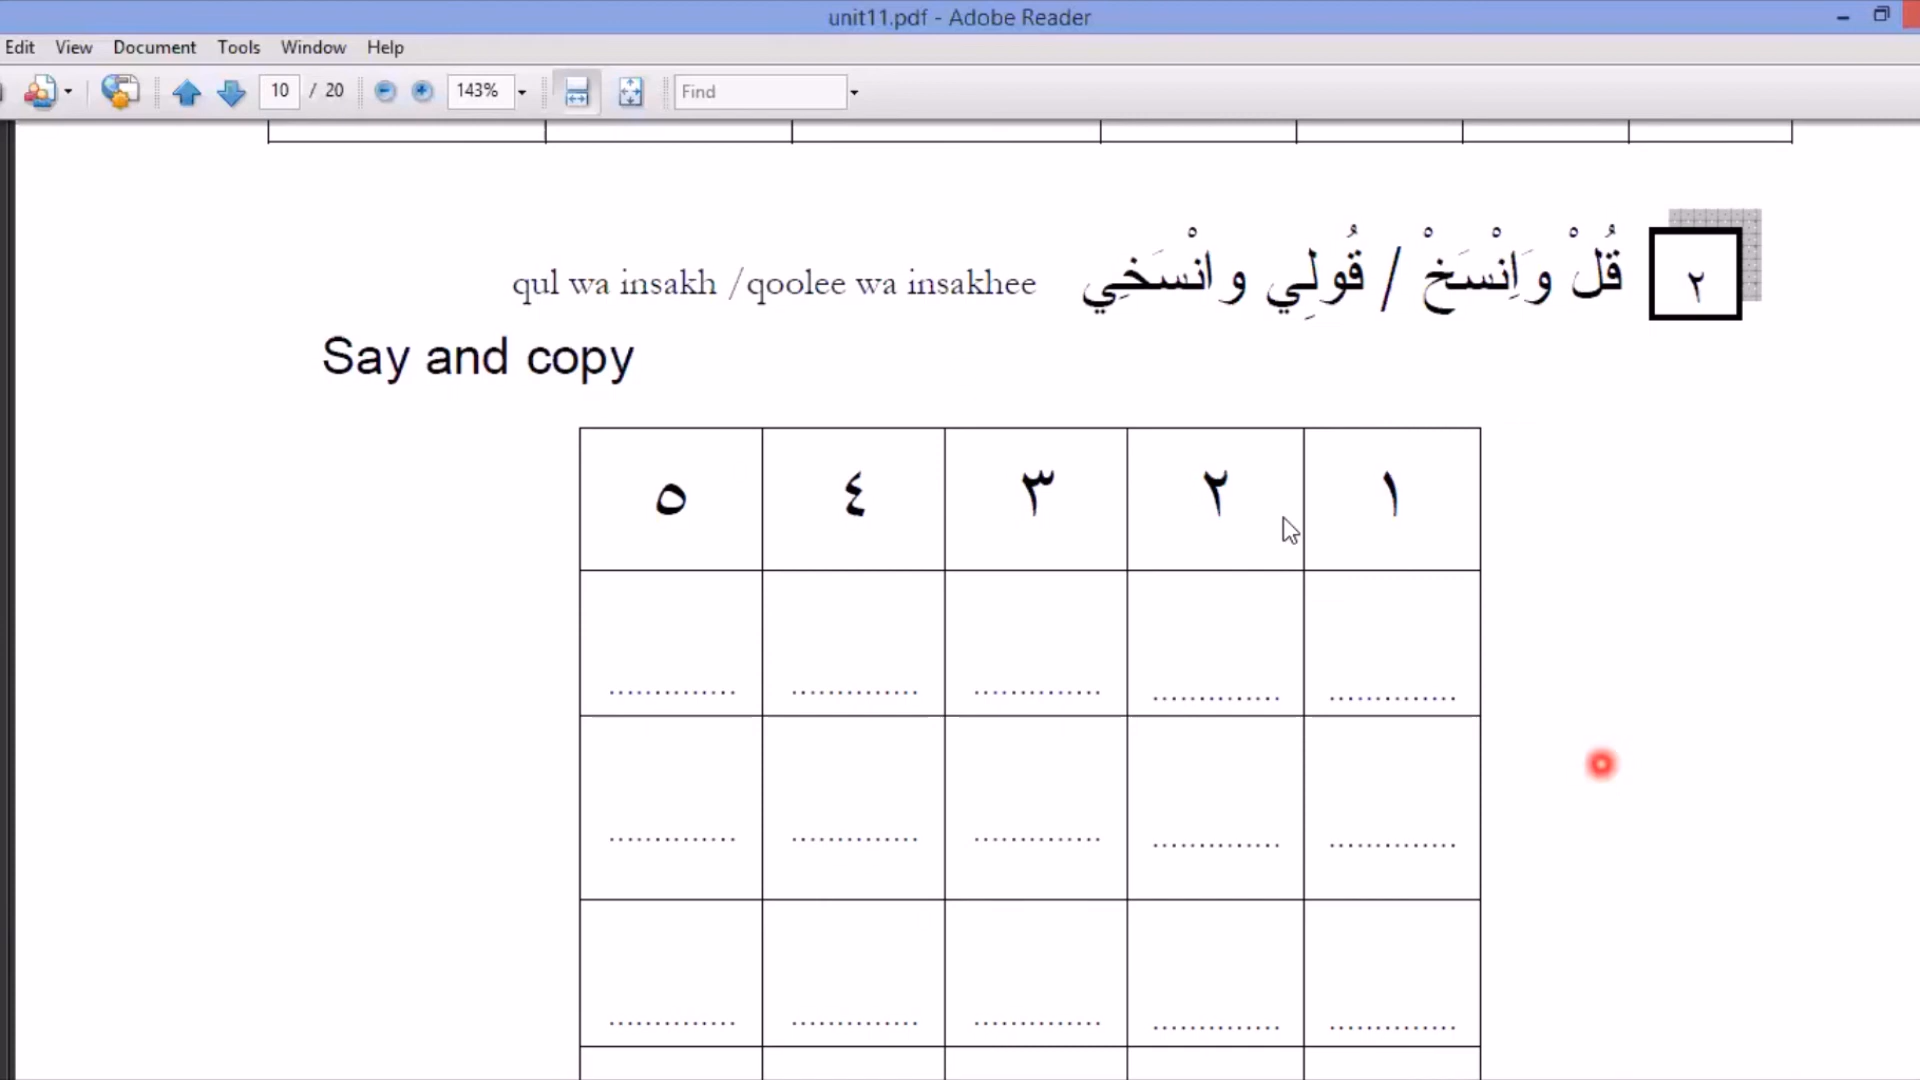 unit11.pdf - Adobe Reader
Edit View Document Tools Window Help
10 / 20 143% Find
٢ قُلْ وَاِنْسَخْ / قُولِي وانْسَخِي qul wa insakh /qoolee wa insakhee
Say and copy
١ ٢ ٣ ٤ ٥
.............. .............. .............. .............. ..............
.............. .............. .............. .............. ..............
.............. .............. .............. .............. ..............